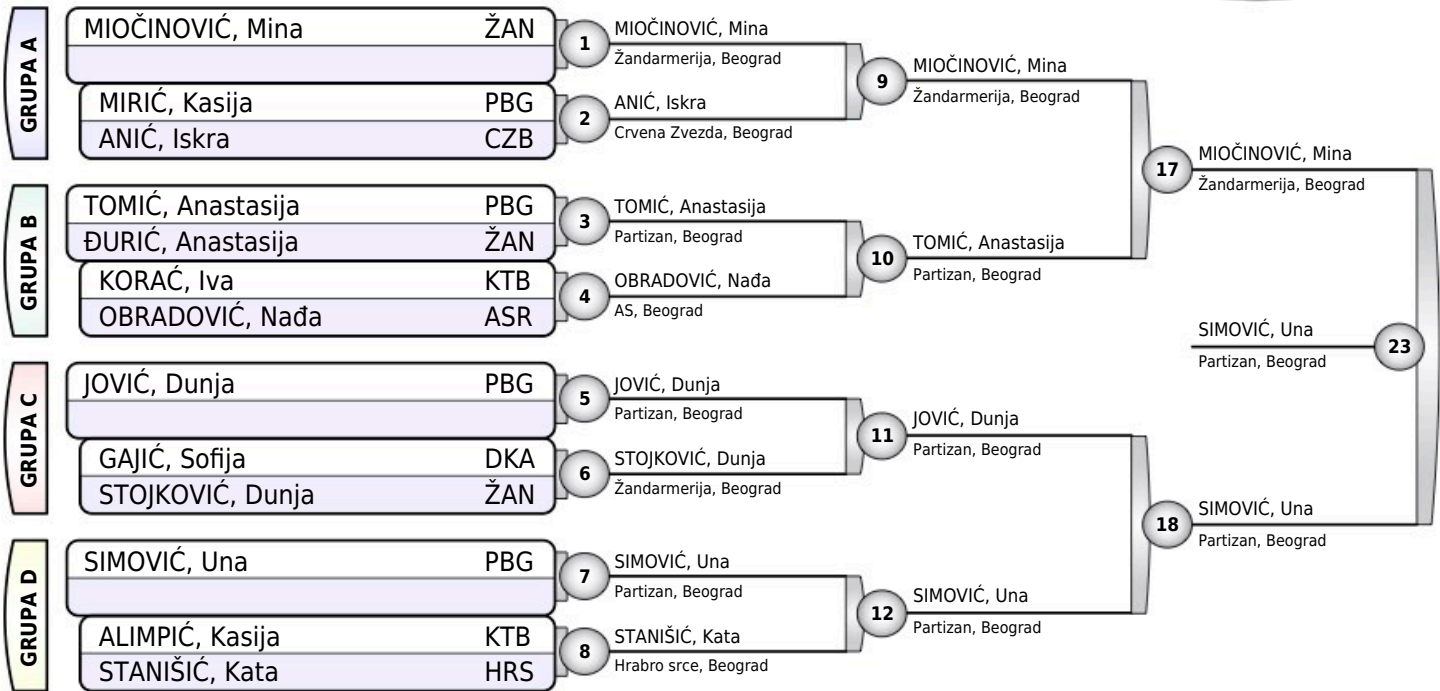 GRUPA A
MIOČINOVIĆ, Mina ŽAN
MIRIĆ, Kasija PBG
ANIĆ, Iskra CZB
GRUPA B
TOMIĆ, Anastasija PBG
ĐURIĆ, Anastasija ŽAN
KORAĆ, Iva KTB
OBRADOVIĆ, Nađa ASR
GRUPA C
JOVIĆ, Dunja PBG
GAJIĆ, Sofija DKA
STOJKOVIĆ, Dunja ŽAN
GRUPA D
SIMOVIĆ, Una PBG
ALIMPIĆ, Kasija KTB
STANIŠIĆ, Kata HRS
1
MIOČINOVIĆ, Mina
Žandarmerija, Beograd
2
ANIĆ, Iskra
Crvena Zvezda, Beograd
3
TOMIĆ, Anastasija
Partizan, Beograd
4
OBRADOVIĆ, Nađa
AS, Beograd
5
JOVIĆ, Dunja
Partizan, Beograd
6
STOJKOVIĆ, Dunja
Žandarmerija, Beograd
7
SIMOVIĆ, Una
Partizan, Beograd
8
STANIŠIĆ, Kata
Hrabro srce, Beograd
9
MIOČINOVIĆ, Mina
Žandarmerija, Beograd
10
TOMIĆ, Anastasija
Partizan, Beograd
11
JOVIĆ, Dunja
Partizan, Beograd
12
SIMOVIĆ, Una
Partizan, Beograd
17
MIOČINOVIĆ, Mina
Žandarmerija, Beograd
18
SIMOVIĆ, Una
Partizan, Beograd
SIMOVIĆ, Una
Partizan, Beograd
23